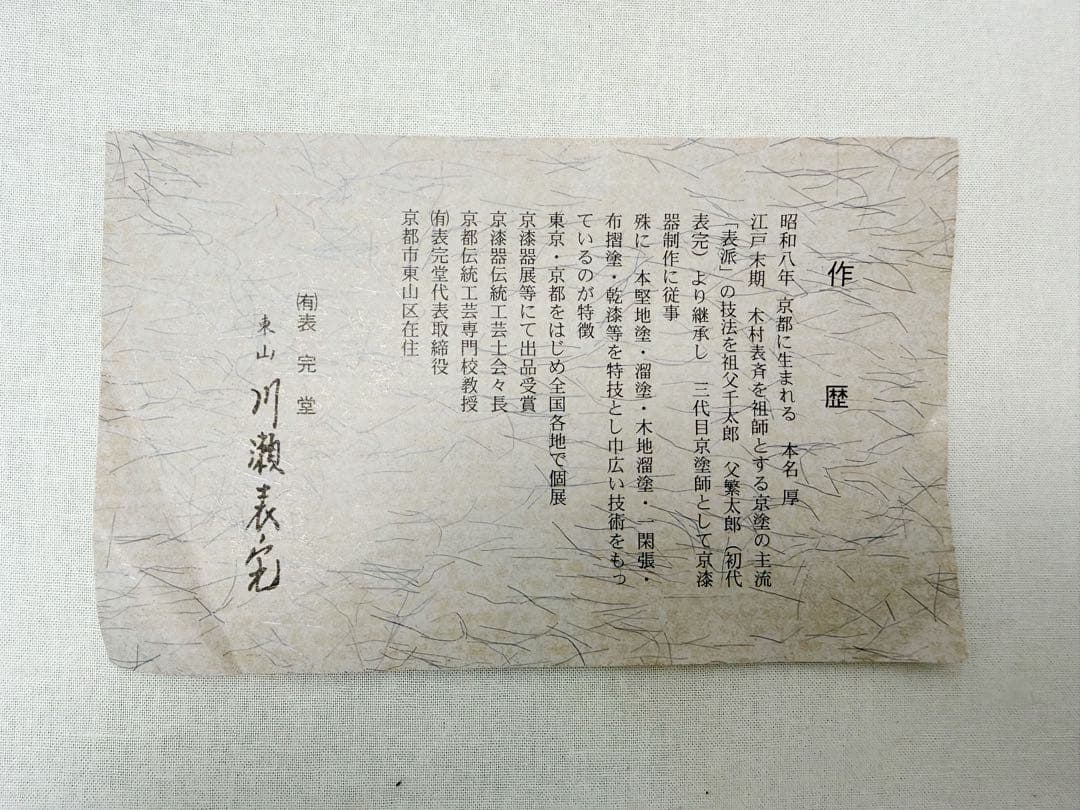 作歴
昭和八年 京都に生まれる 本名 厚
江戸末期 木村表斉を祖師とする京塗の主流
「表派」の技法を祖父千太郎 父繁太郎（初代
表完）より継承し 三代目京塗師として京漆
器制作に従事
殊に 本堅地塗・溜塗・木地溜塗・一閑張・
布摺塗・乾漆等を特技とし巾広い技術をもっ
ているのが特徴
東京・京都をはじめ全国各地で個展
京漆器展等にて出品受賞
京漆器伝統工芸士会々長
京都伝統工芸専門校教授
㈲表完堂代表取締役
京都市東山区在住
㈲表完堂
東山 川瀬表完